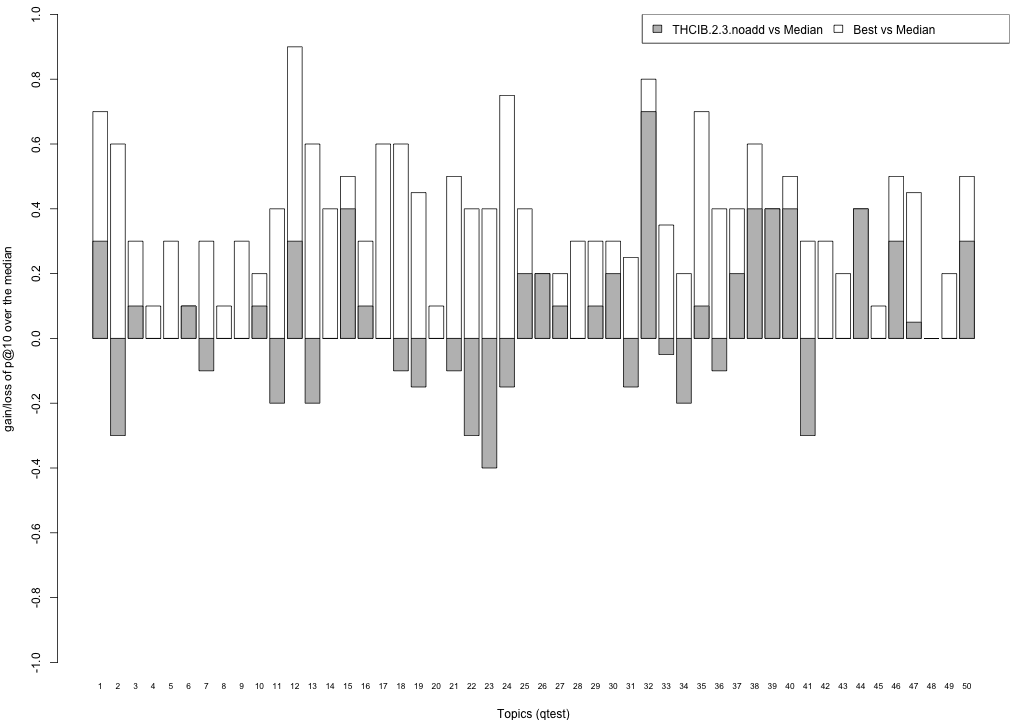 THCIB.2.3.noadd vs Median Best vs Median
gain/loss of p@10 over the median
1.0
0.8
0.6
0.4
0.2
0.0
-0.2
-0.4
-0.6
-0.8
-1.0
1 2 3 4 5 6 7 8 9 10 11 12 13 14 15 16 17 18 19 20 21 22 23 24 25 26 27 28 29 30 31 32 33 34 35 36 37 38 39 40 41 42 43 44 45 46 47 48 49 50
Topics (qtest)